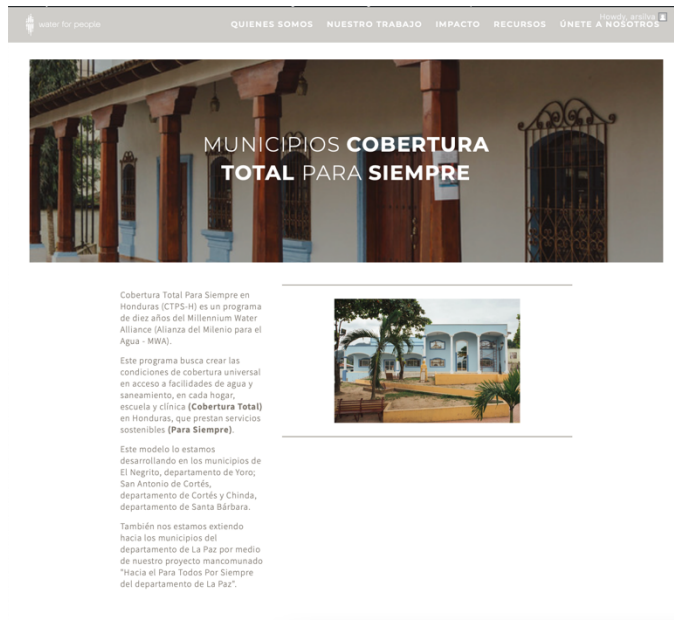 water for people
QUIENES SOMOS NUESTRO TRABAJO IMPACTO RECURSOS ÚNETE A NOSOTROS
Howdy, arsilva
MUNICIPIOS COBERTURA
TOTAL PARA SIEMPRE
Cobertura Total Para Siempre en
Honduras (CTPS-H) es un programa
de diez años del Millennium Water
Alliance (Alianza del Milenio para el
Agua - MWA).
Este programa busca crear las
condiciones de cobertura universal
en acceso a facilidades de agua y
saneamiento, en cada hogar,
escuela y clínica (Cobertura Total)
en Honduras, que prestan servicios
sostenibles (Para Siempre).
Este modelo lo estamos
desarrollando en los municipios de
El Negrito, departamento de Yoro;
San Antonio de Cortés,
departamento de Cortés y Chinda,
departamento de Santa Bárbara.
También nos estamos extiendo
hacia los municipios del
departamento de La Paz por medio
de nuestro proyecto mancomunado
"Hacia el Para Todos Por Siempre
del departamento de La Paz".